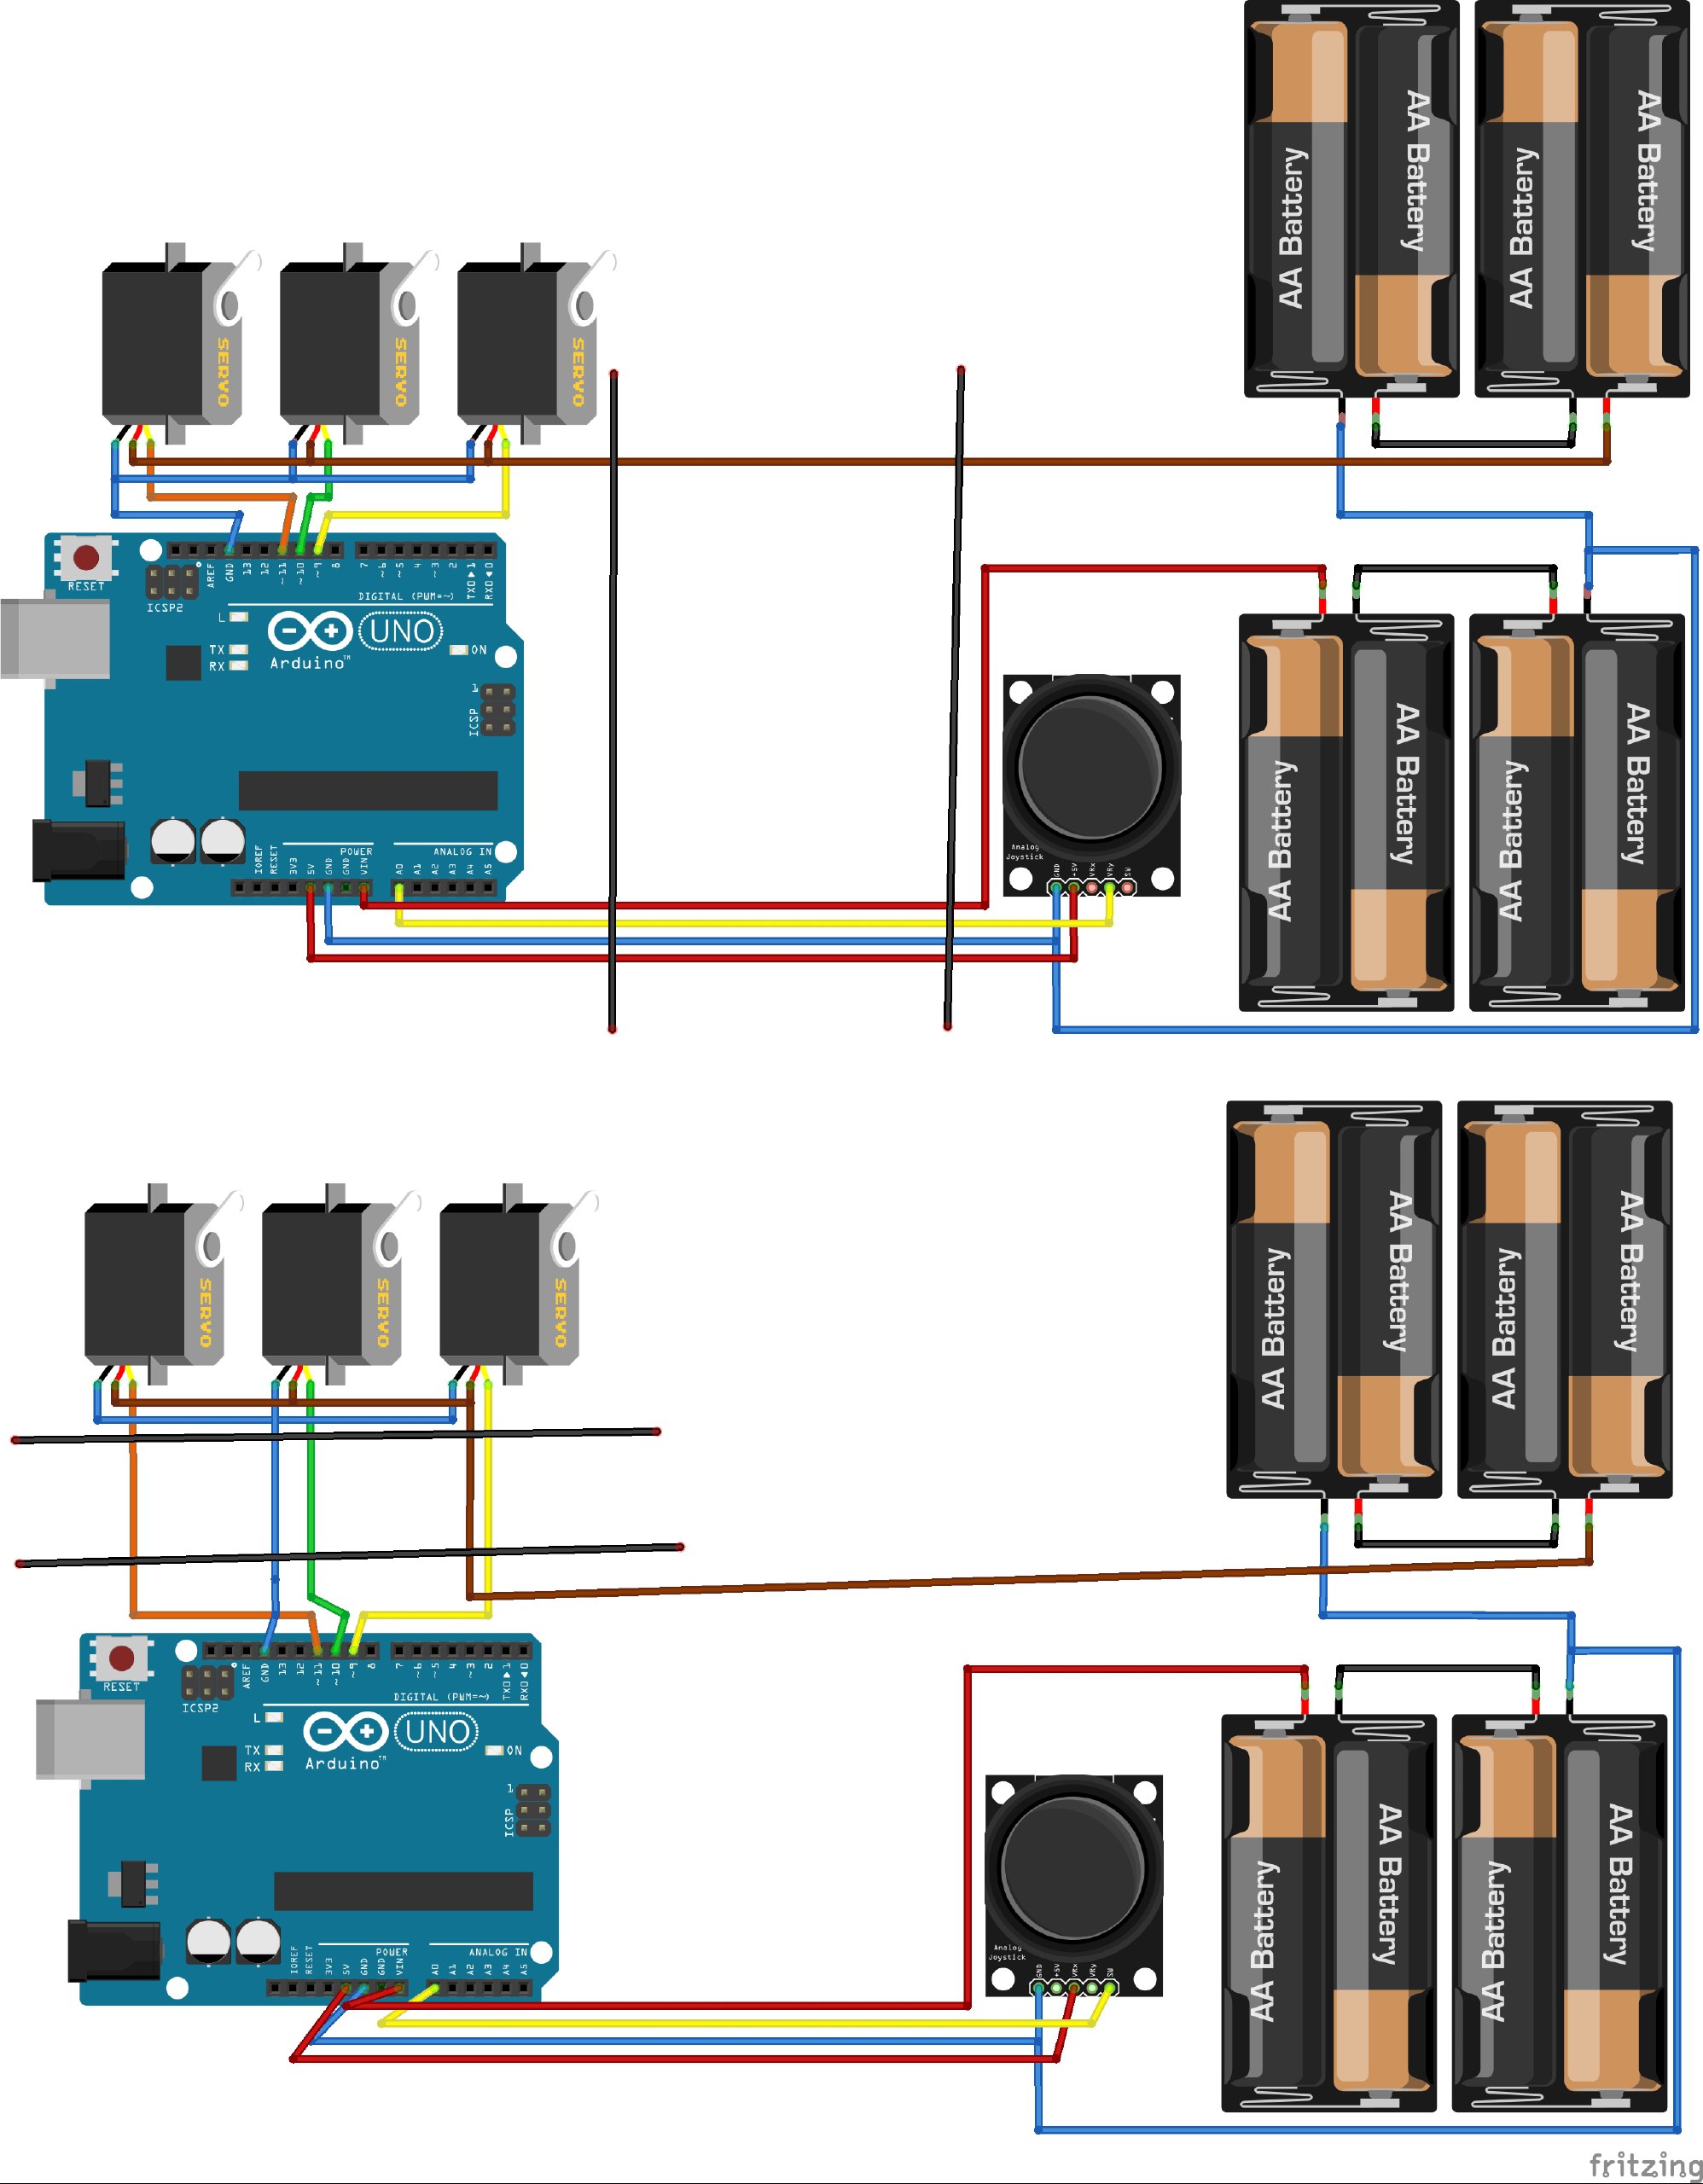 AA Battery
AA Battery
AA Battery
AA Battery
SERVO
SERVO
SERVO
RESET
ICSP2
AREF
GND
13
12
~11
~10
~9
8
7
~6
~5
4
~3
2
TX0▶1
RX0◀0
DIGITAL (PWM=~)
L
TX
RX
UNO
Arduino™
ON
1
ICSP
IOREF
RESET
3V3
5V
GND
GND
VIN
POWER
A0
A1
A2
A3
A4
A5
ANALOG IN
Analog
Joystick
GND
+5V
VRx
VRy
SW
AA Battery
AA Battery
AA Battery
AA Battery
AA Battery
AA Battery
AA Battery
AA Battery
SERVO
SERVO
SERVO
RESET
ICSP2
AREF
GND
13
12
~11
~10
~9
8
7
~6
~5
4
~3
2
TX0▶1
RX0◀0
DIGITAL (PWM=~)
L
TX
RX
UNO
Arduino™
ON
1
ICSP
IOREF
RESET
3V3
5V
GND
GND
VIN
POWER
A0
A1
A2
A3
A4
A5
ANALOG IN
Analog
Joystick
GND
+5V
VRx
VRy
SW
AA Battery
AA Battery
AA Battery
AA Battery
fritzing